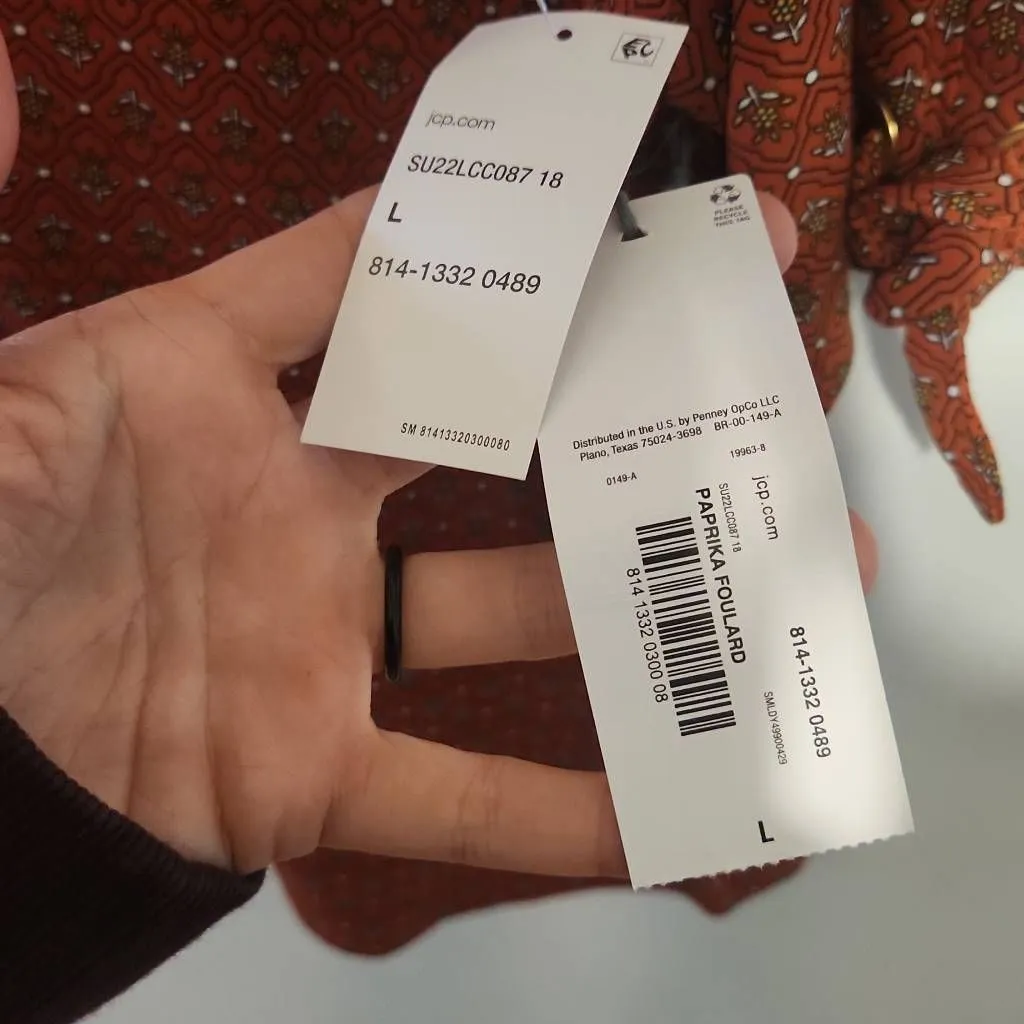 jcp.com
SU22LCC087 18
L
814-1332 0489
SM 81413320300080
PLEASE
RECYCLE
THIS TAG
Distributed in the U.S. by Penney OpCo LLC
Plano, Texas 75024-3698 BR-00-149-A
19963-8
0149-A
jcp.com
SU22LCC087 18
PAPRIKA FOULARD
814 1332 0300 08
814-1332 0489
SMLDY49900429
L